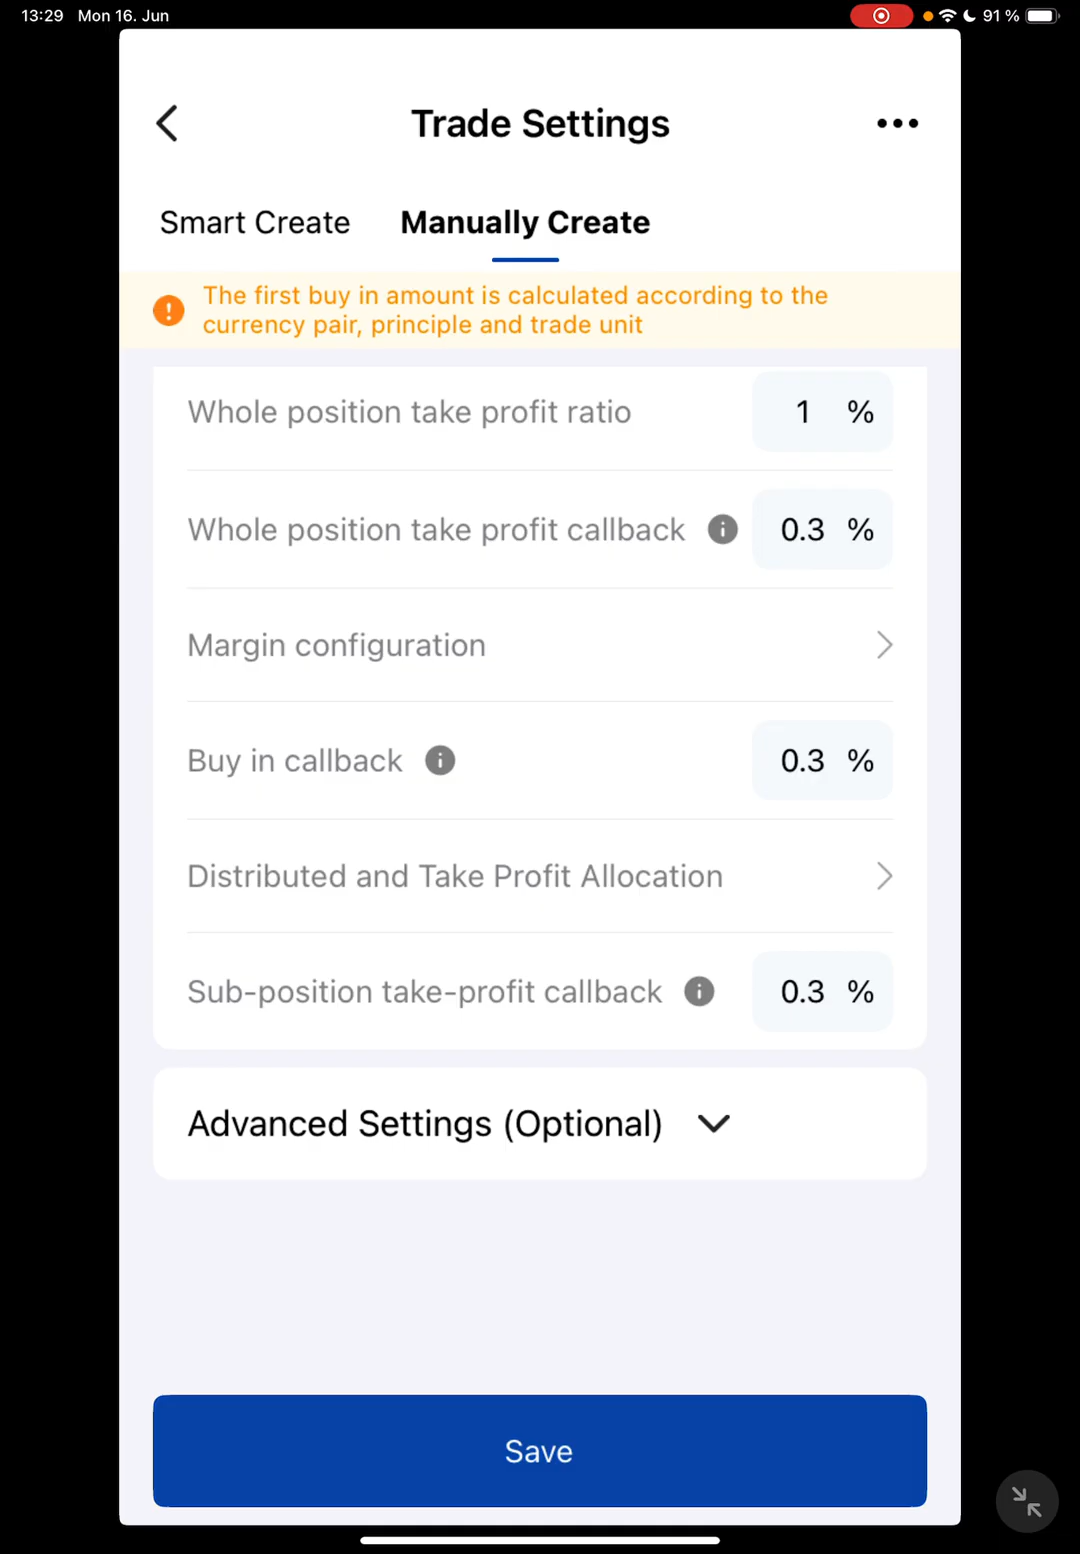 13:29 Mon 16. Jun 91 %
Trade Settings
Smart Create Manually Create
The first buy in amount is calculated according to the
currency pair, principle and trade unit
Whole position take profit ratio 1 %
Whole position take profit callback 0.3 %
Margin configuration
Buy in callback 0.3 %
Distributed and Take Profit Allocation
Sub-position take-profit callback 0.3 %
Advanced Settings (Optional)
Save